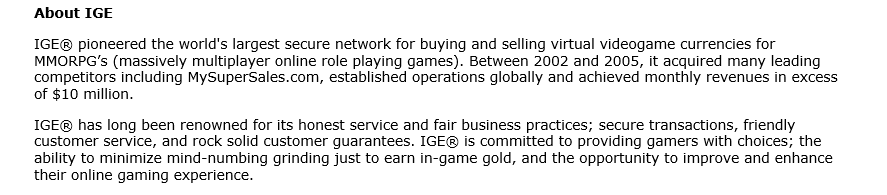 About IGE
IGE® pioneered the world's largest secure network for buying and selling virtual videogame currencies for
MMORPG’s (massively multiplayer online role playing games). Between 2002 and 2005, it acquired many leading
competitors including MySuperSales.com, established operations globally and achieved monthly revenues in excess
of $10 million.
IGE® has long been renowned for its honest service and fair business practices; secure transactions, friendly
customer service, and rock solid customer guarantees. IGE® is committed to providing gamers with choices; the
ability to minimize mind-numbing grinding just to earn in-game gold, and the opportunity to improve and enhance
their online gaming experience.